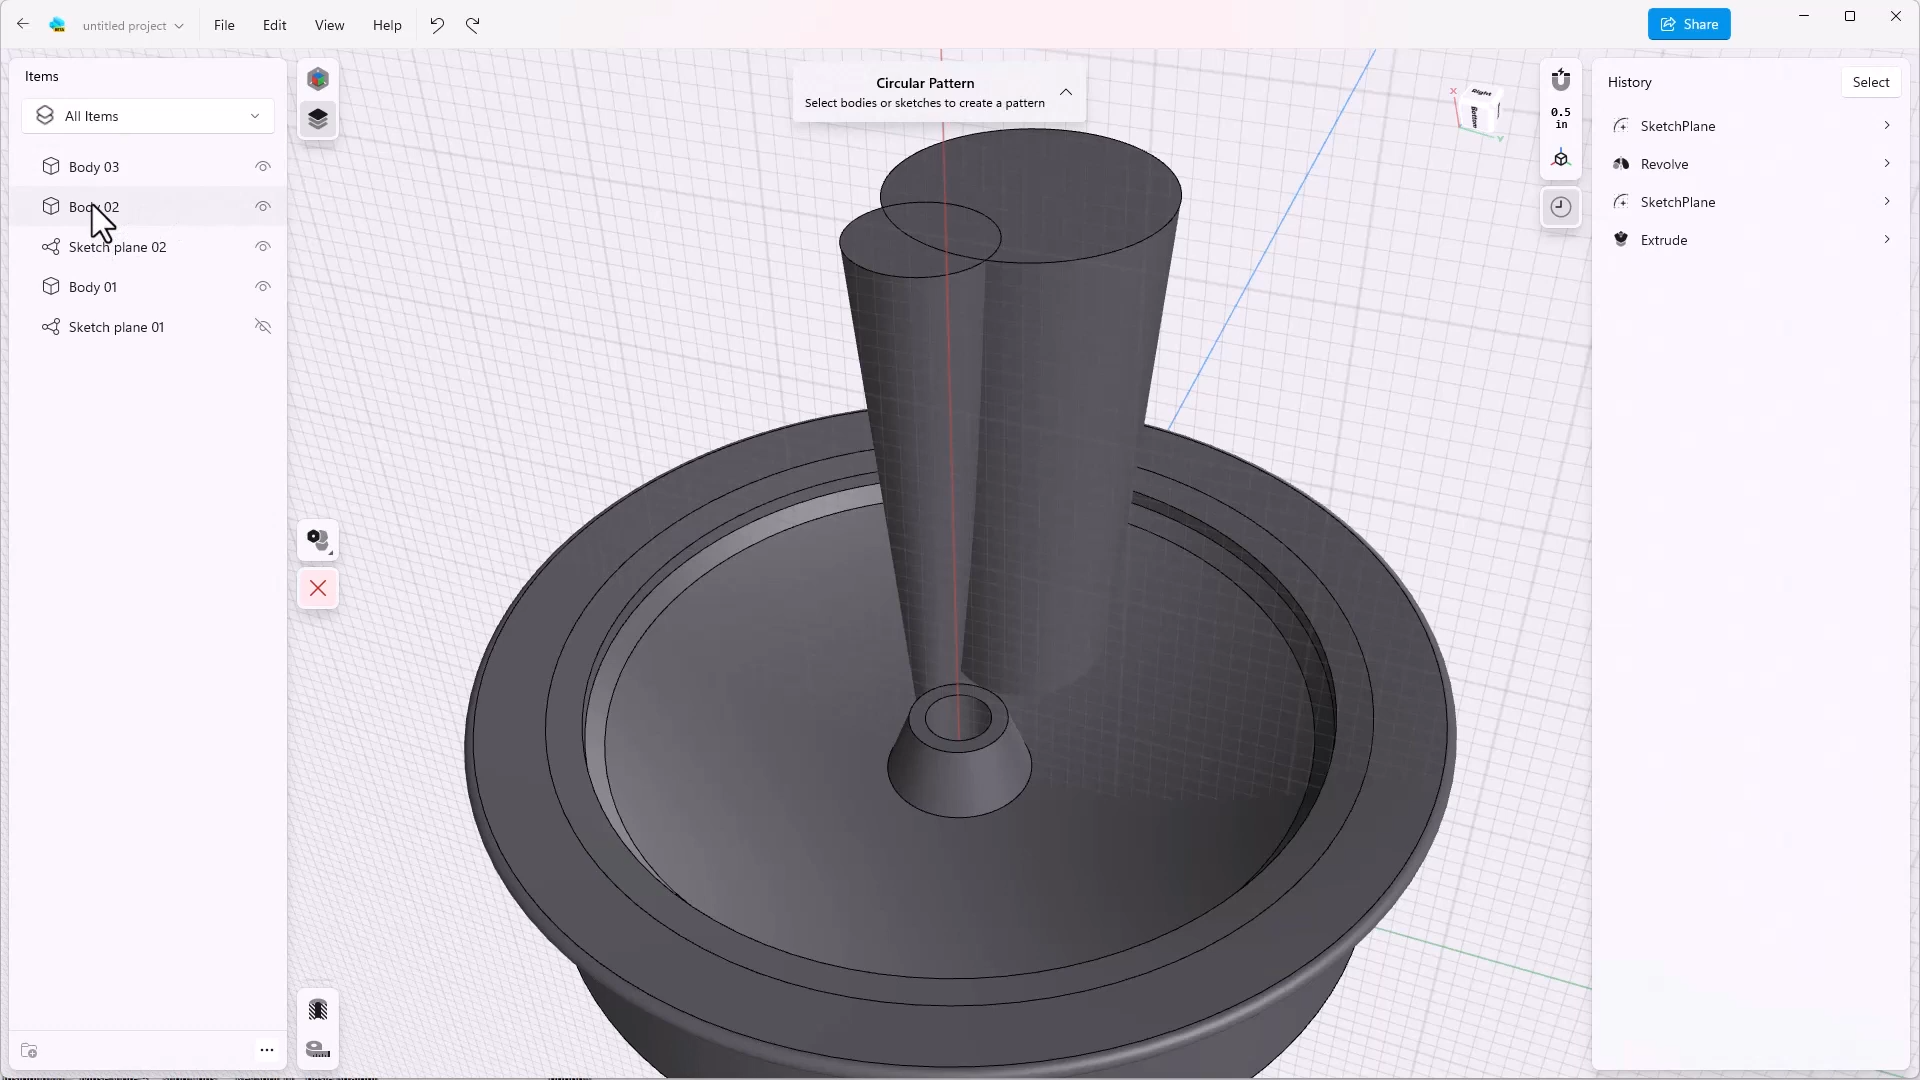 untitled project File Edit View Help Share
Items
All Items
Body 03
Body 02
Sketch plane 02
Body 01
Sketch plane 01
Circular Pattern
Select bodies or sketches to create a pattern
X
Right
Bottom
Y
0.5
in
History Select
SketchPlane
Revolve
SketchPlane
Extrude